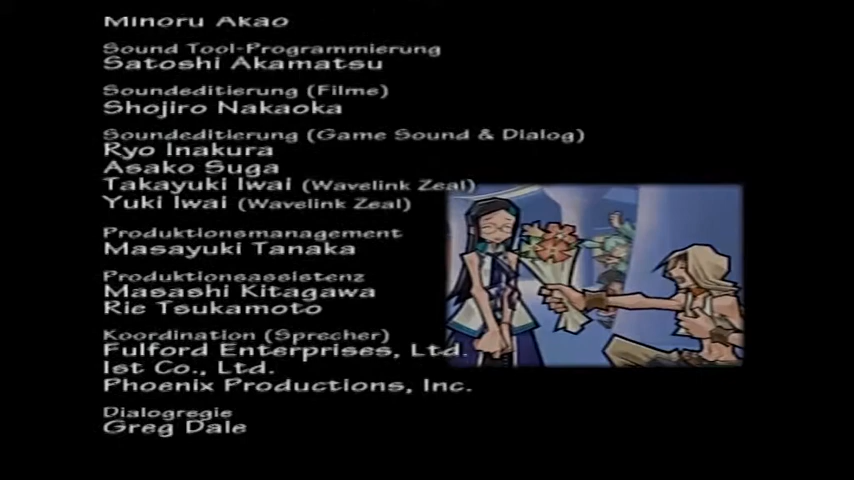 Minoru Akao
Sound Tool-Programmierung
Satoshi Akamatsu
Soundeditierung (Filme)
Shojiro Nakaoka
Soundeditierung (Game Sound & Dialog)
Ryo Inakura
Asako Suga
Takayuki Iwai (Wavelink Zeal)
Yuki Iwai (Wavelink Zeal)
Produktionsmanagement
Masayuki Tanaka
Produktionsassistenz
Masashi Kitagawa
Rie Tsukamoto
Koordination (Sprecher)
Fulford Enterprises, Ltd.
1st Co., Ltd.
Phoenix Productions, Inc.
Dialogregie
Greg Dale